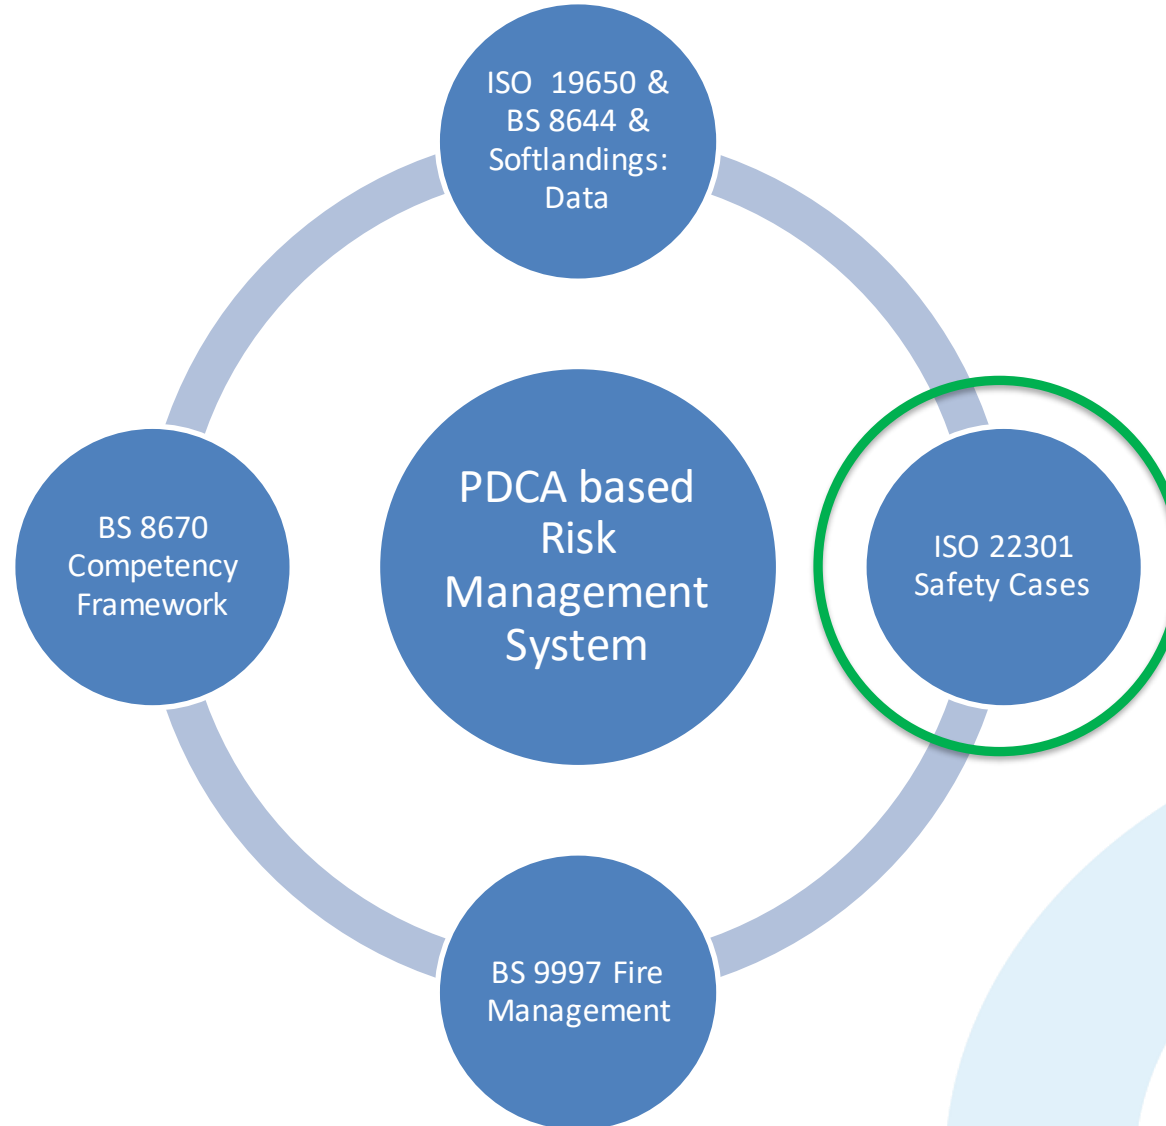 ISO 19650 &
BS 8644 &
Softlandings:
Data
BS 8670
Competency
Framework
PDCA based
Risk
Management
System
ISO 22301
Safety Cases
BS 9997 Fire
Management